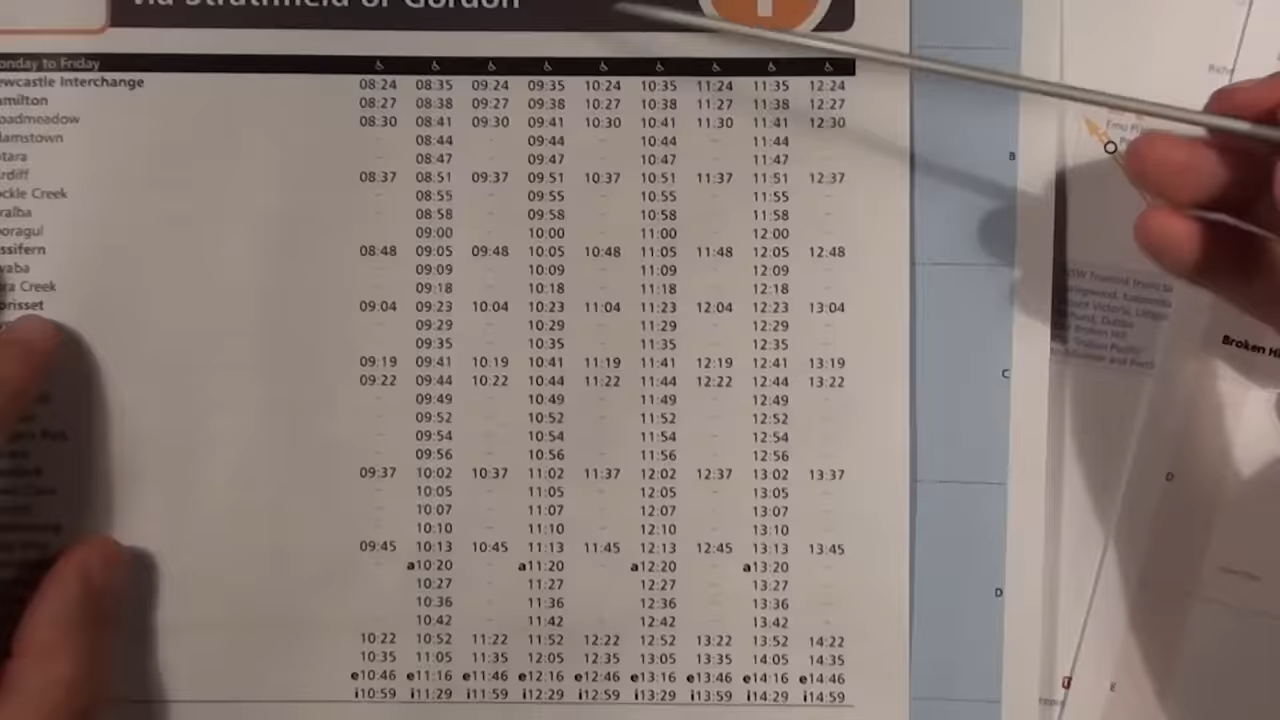 via Strathfield or Gordon
onday to Friday
ewcastle Interchange 08:24 08:35 09:24 09:35 10:24 10:35 11:24 11:35 12:24
amilton 08:27 08:38 09:27 09:38 10:27 10:38 11:27 11:38 12:27
oadmeadow 08:30 08:41 09:30 09:41 10:30 10:41 11:30 11:41 12:30
lamstown – 08:44 – 09:44 – 10:44 – 11:44 –
tara – 08:47 – 09:47 – 10:47 – 11:47 –
rdiff 08:37 08:51 09:37 09:51 10:37 10:51 11:37 11:51 12:37
ckle Creek – 08:55 – 09:55 – 10:55 – 11:55 –
ralba – 08:58 – 09:58 – 10:58 – 11:58 –
oragul – 09:00 – 10:00 – 11:00 – 12:00 –
ssifern 08:48 09:05 09:48 10:05 10:48 11:05 11:48 12:05 12:48
vaba – 09:09 – 10:09 – 11:09 – 12:09 –
ra Creek – 09:18 – 10:18 – 11:18 – 12:18 –
orisset 09:04 09:23 10:04 10:23 11:04 11:23 12:04 12:23 13:04
– 09:29 – 10:29 – 11:29 – 12:29 –
– 09:35 – 10:35 – 11:35 – 12:35 –
09:19 09:41 10:19 10:41 11:19 11:41 12:19 12:41 13:19
09:22 09:44 10:22 10:44 11:22 11:44 12:22 12:44 13:22
– 09:49 – 10:49 – 11:49 – 12:49 –
– 09:52 – 10:52 – 11:52 – 12:52 –
– 09:54 – 10:54 – 11:54 – 12:54 –
– 09:56 – 10:56 – 11:56 – 12:56 –
09:37 10:02 10:37 11:02 11:37 12:02 12:37 13:02 13:37
– 10:05 – 11:05 – 12:05 – 13:05 –
– 10:07 – 11:07 – 12:07 – 13:07 –
– 10:10 – 11:10 – 12:10 – 13:10 –
09:45 10:13 10:45 11:13 11:45 12:13 12:45 13:13 13:45
– a10:20 – a11:20 – a12:20 – a13:20 –
– 10:27 – 11:27 – 12:27 – 13:27 –
– 10:36 – 11:36 – 12:36 – 13:36 –
– 10:42 – 11:42 – 12:42 – 13:42 –
10:22 10:52 11:22 11:52 12:22 12:52 13:22 13:52 14:22
10:35 11:05 11:35 12:05 12:35 13:05 13:35 14:05 14:35
e10:46 e11:16 e11:46 e12:16 e12:46 e13:16 e13:46 e14:16 e14:46
i10:59 i11:29 i11:59 i12:29 i12:59 i13:29 i13:59 i14:29 i14:59
B
C
D
D
E
Emu Pl
Broken Hi